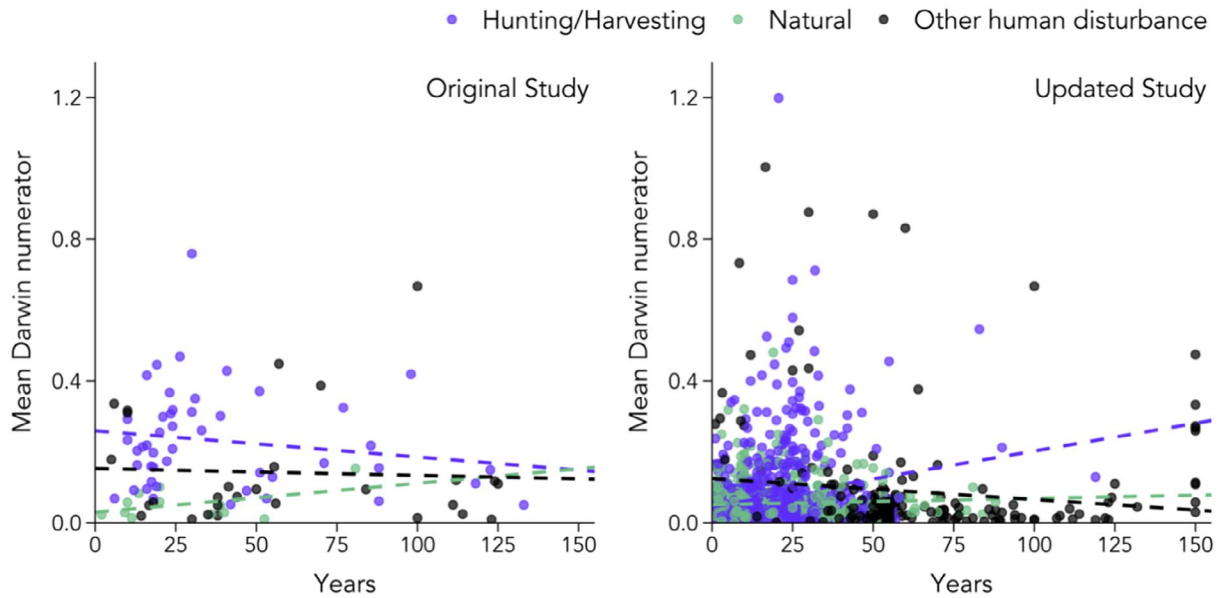 Hunting/Harvesting Natural Other human disturbance
Original Study
Mean Darwin numerator
1.2
0.8
0.4
0.0
0 25 50 75 100 125 150
Years
Updated Study
Mean Darwin numerator
1.2
0.8
0.4
0.0
0 25 50 75 100 125 150
Years